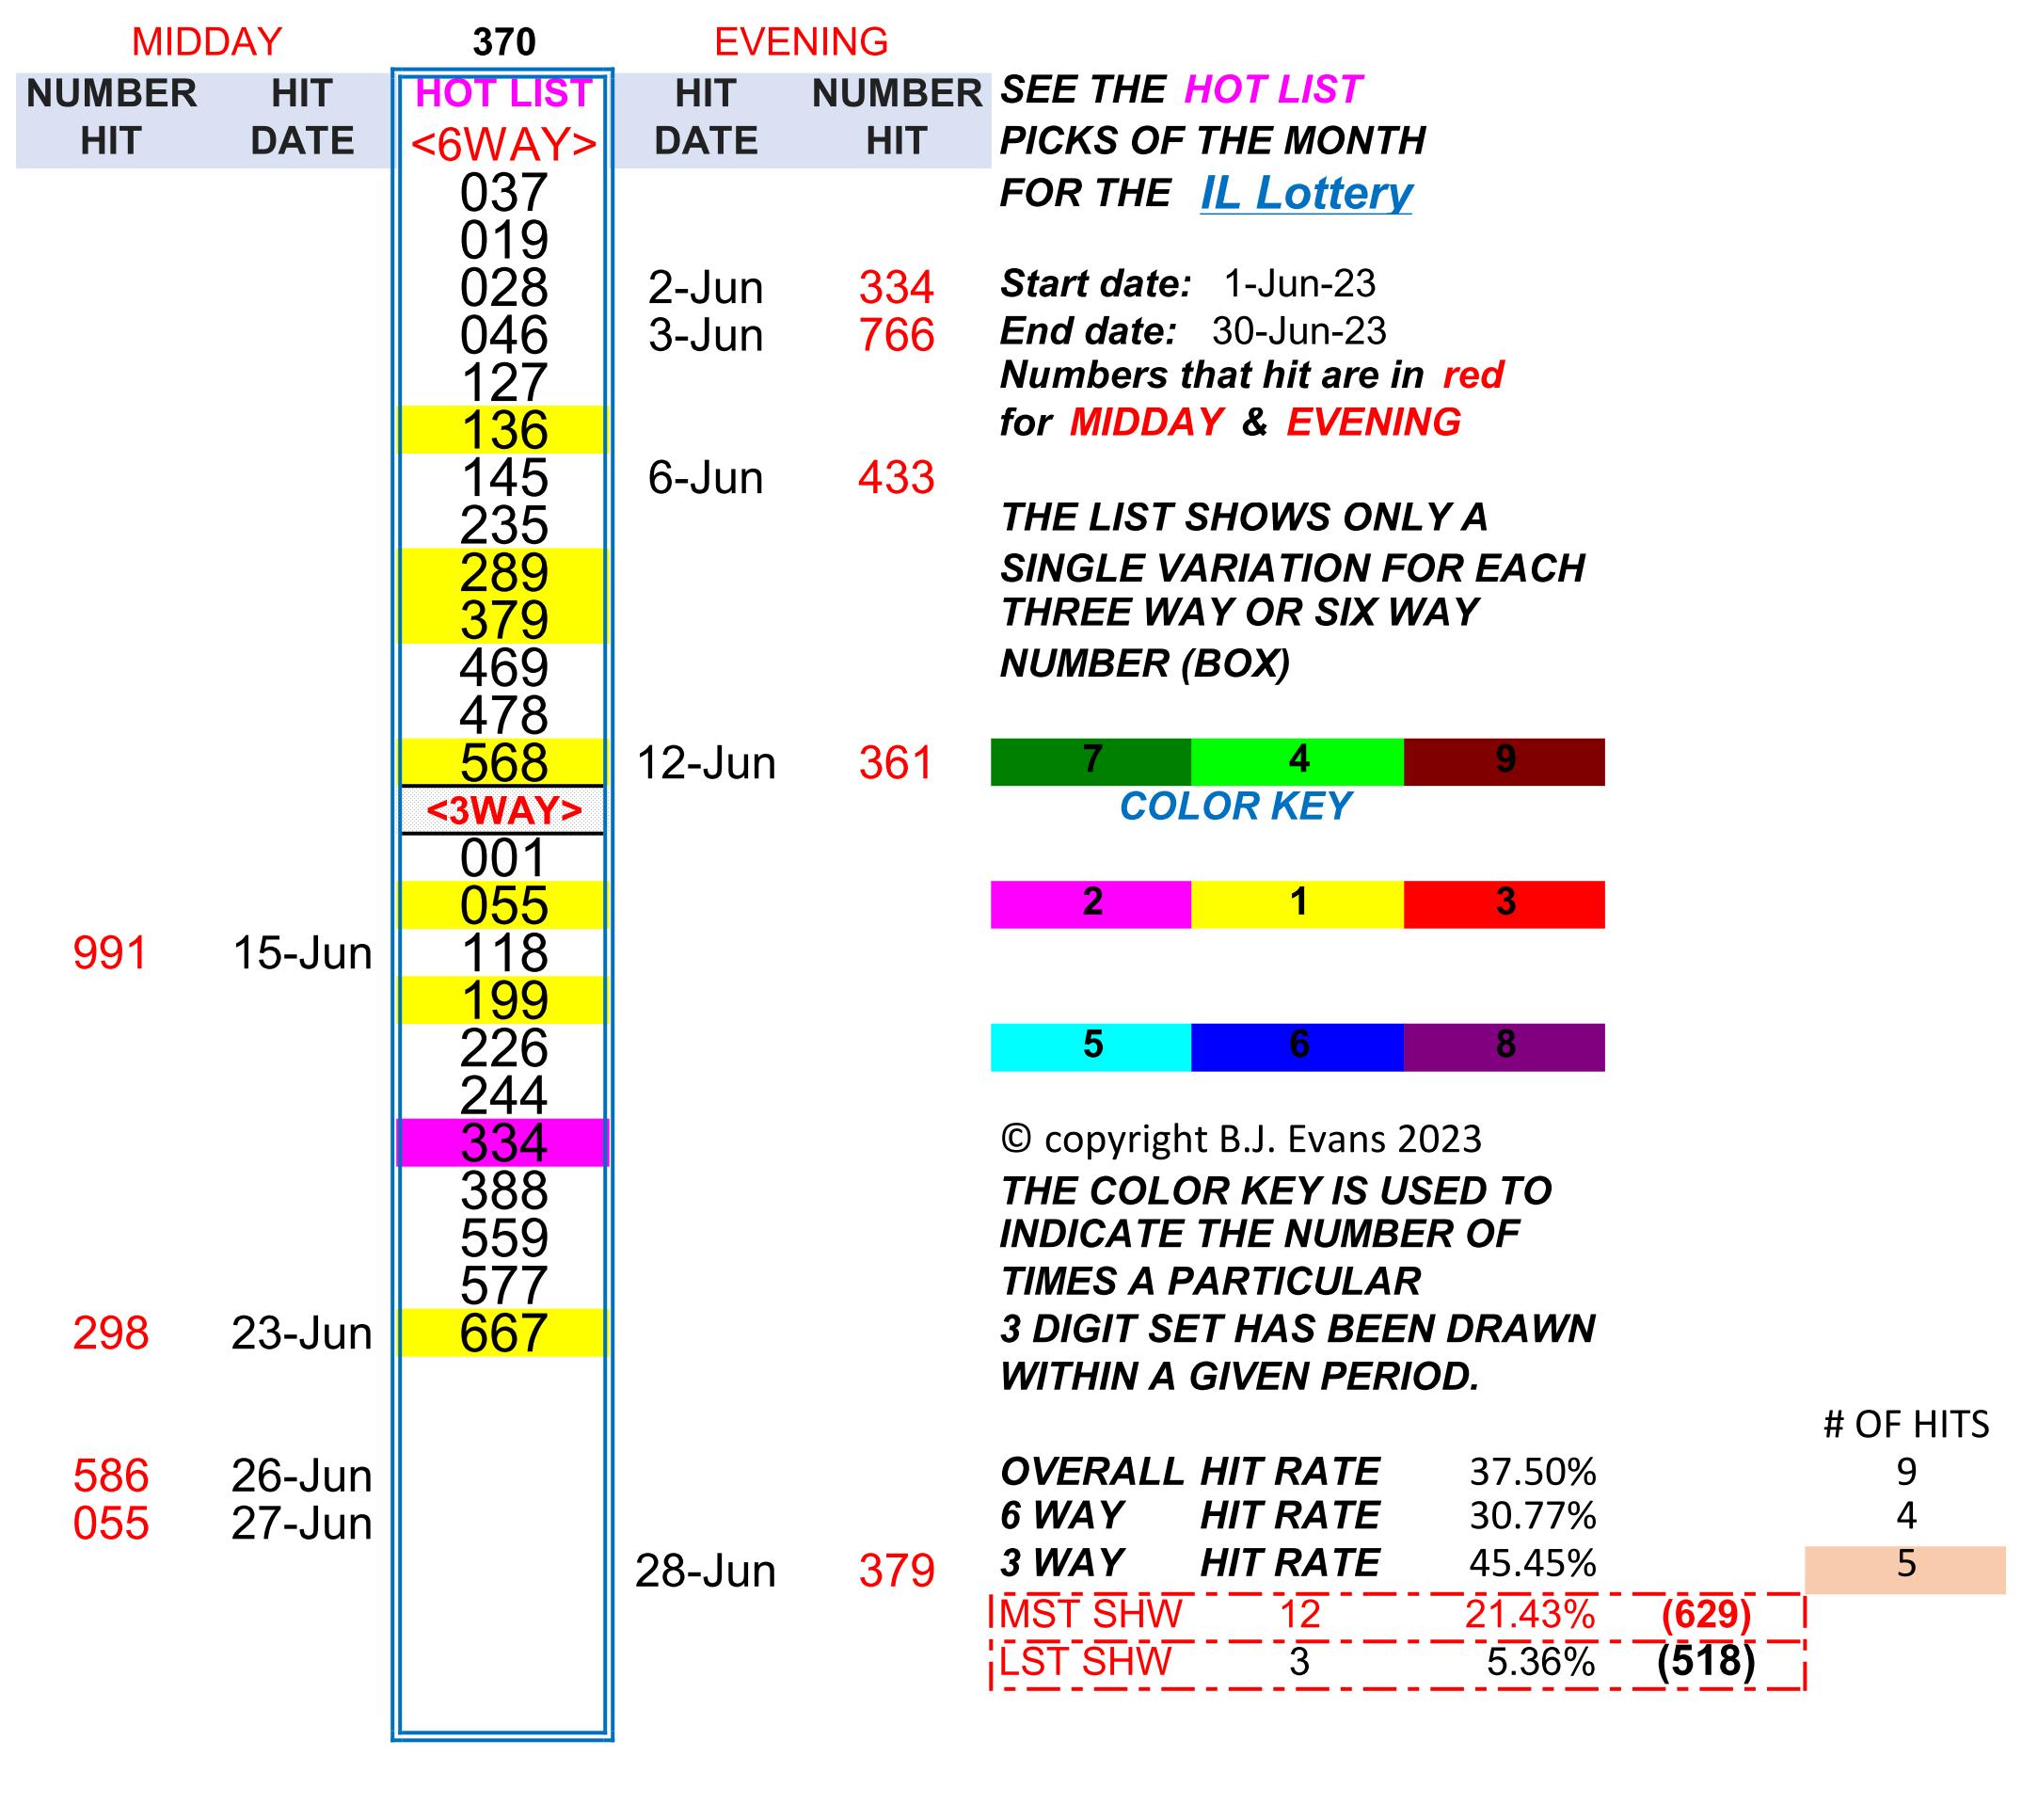 MIDDAY 370 EVENING
NUMBER HIT HOT LIST HIT NUMBER SEE THE HOT LIST
HIT DATE <6WAY> DATE HIT PICKS OF THE MONTH
037 FOR THE IL Lottery
019
028 2-Jun 334 Start date: 1-Jun-23
046 3-Jun 766 End date: 30-Jun-23
127 Numbers that hit are in red
136 for MIDDAY & EVENING
145 6-Jun 433
235 THE LIST SHOWS ONLY A
289 SINGLE VARIATION FOR EACH
379 THREE WAY OR SIX WAY
469 NUMBER (BOX)
478
568 12-Jun 361 7 4 9
<3WAY> COLOR KEY
001
055 2 1 3
991 15-Jun 118
199
226 5 6 8
244
334 © copyright B.J. Evans 2023
388 THE COLOR KEY IS USED TO
559 INDICATE THE NUMBER OF
577 TIMES A PARTICULAR
298 23-Jun 667 3 DIGIT SET HAS BEEN DRAWN
WITHIN A GIVEN PERIOD.
# OF HITS
586 26-Jun OVERALL HIT RATE 37.50% 9
055 27-Jun 6 WAY HIT RATE 30.77% 4
28-Jun 379 3 WAY HIT RATE 45.45% 5
MST SHW 12 21.43% (629)
LST SHW 3 5.36% (518)